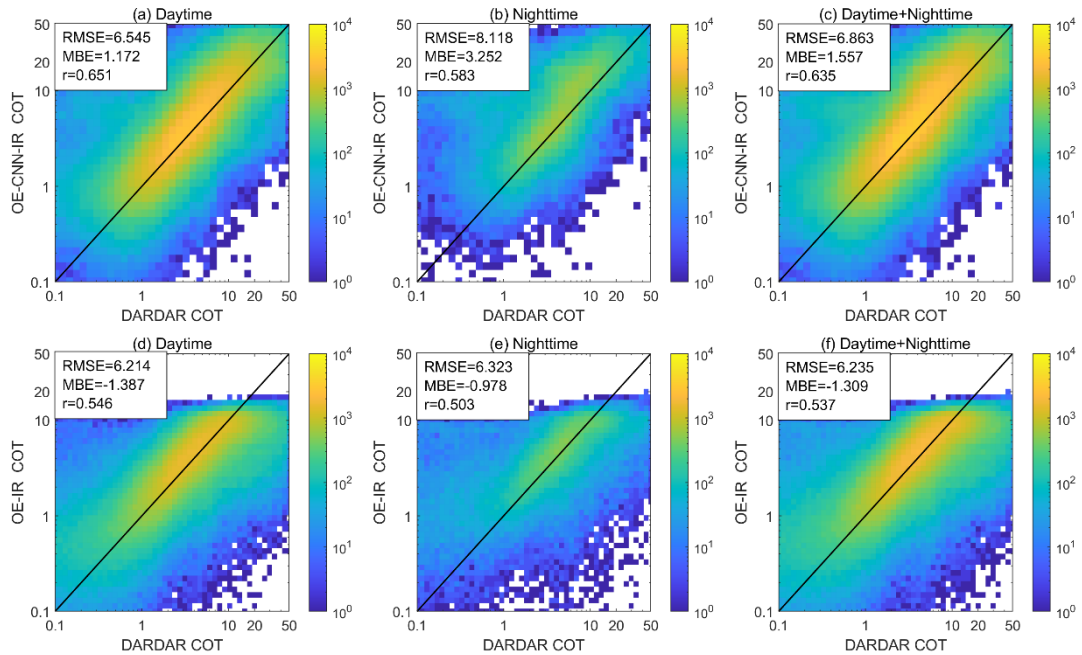 (a) Daytime
RMSE=6.545
MBE=1.172
r=0.651
OE-CNN-IR COT
50
20
10
1
0.1
0.1 1 10 20 50
DARDAR COT
10^4
10^3
10^2
10^1
10^0
(b) Nighttime
RMSE=8.118
MBE=3.252
r=0.583
OE-CNN-IR COT
50
20
10
1
0.1
0.1 1 10 20 50
DARDAR COT
10^4
10^3
10^2
10^1
10^0
(c) Daytime+Nighttime
RMSE=6.863
MBE=1.557
r=0.635
OE-CNN-IR COT
50
20
10
1
0.1
0.1 1 10 20 50
DARDAR COT
10^4
10^3
10^2
10^1
10^0
(d) Daytime
RMSE=6.214
MBE=-1.387
r=0.546
OE-IR COT
50
20
10
1
0.1
0.1 1 10 20 50
DARDAR COT
10^4
10^3
10^2
10^1
10^0
(e) Nighttime
RMSE=6.323
MBE=-0.978
r=0.503
OE-IR COT
50
20
10
1
0.1
0.1 1 10 20 50
DARDAR COT
10^4
10^3
10^2
10^1
10^0
(f) Daytime+Nighttime
RMSE=6.235
MBE=-1.309
r=0.537
OE-IR COT
50
20
10
1
0.1
0.1 1 10 20 50
DARDAR COT
10^4
10^3
10^2
10^1
10^0